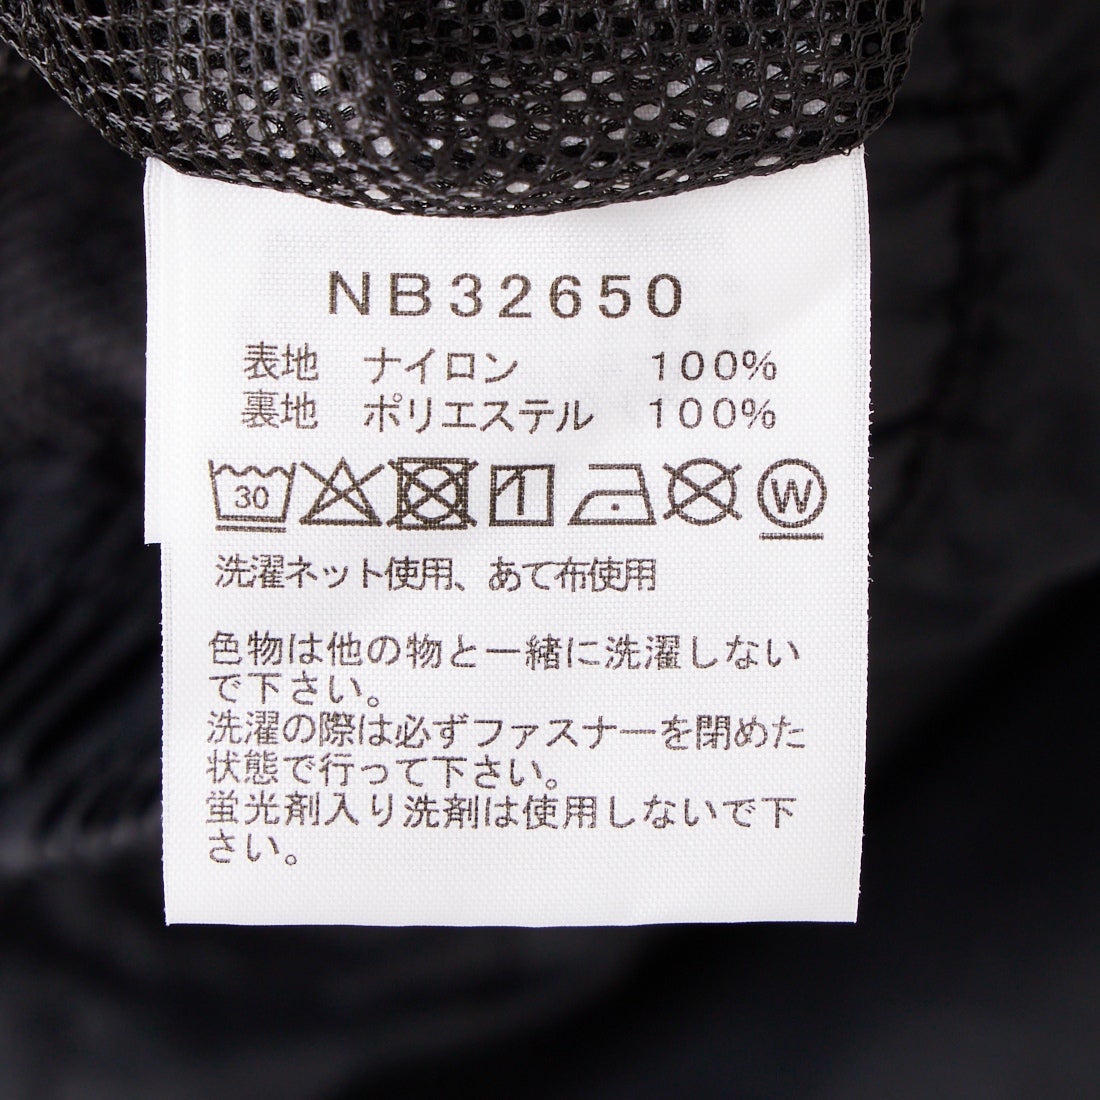 NB32650
表地 ナイロン 100%
裏地 ポリエステル 100%
30 W
洗濯ネット使用、あて布使用
色物は他の物と一緒に洗濯しない
で下さい。
洗濯の際は必ずファスナーを閉めた
状態で行って下さい。
蛍光剤入り洗剤は使用しないで下
さい。